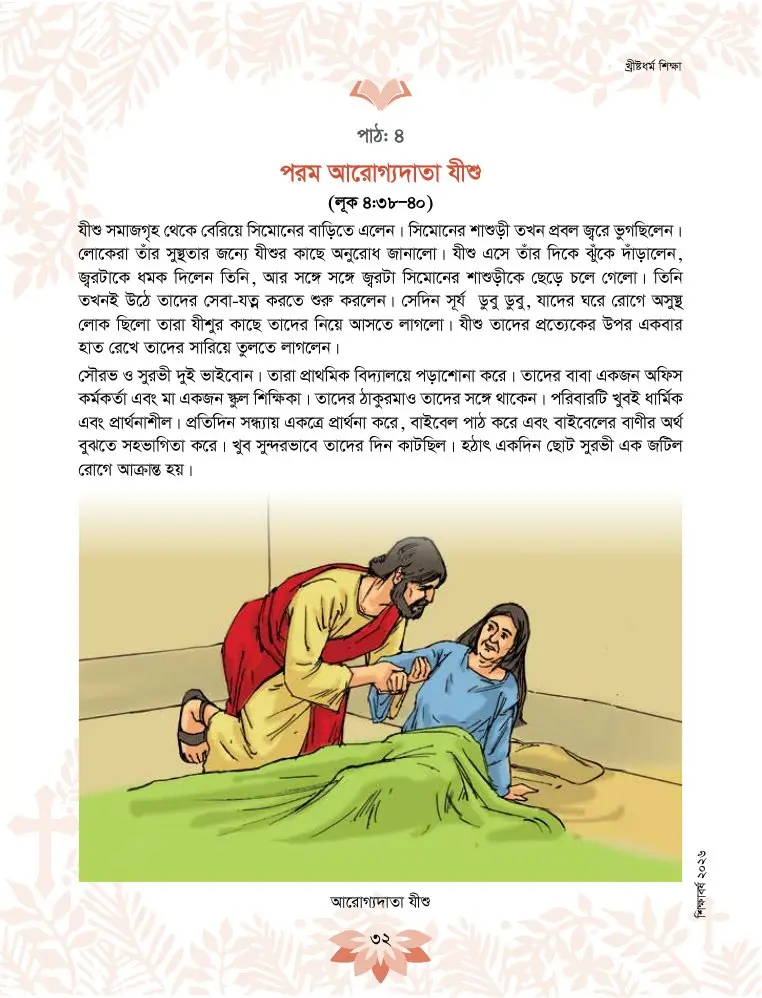 খ্রীষ্টধর্ম শিক্ষা
পাঠ: ৪
পরম আরোগ্যদাতা যীশু
(লূক ৪:৩৮–৪০)
যীশু সমাজগৃহ থেকে বেরিয়ে সিমোনের বাড়িতে এলেন। সিমোনের শাশুড়ী তখন প্রবল জ্বরে ভুগছিলেন।
লোকেরা তাঁর সুস্থতার জন্যে যীশুর কাছে অনুরোধ জানালো। যীশু এসে তাঁর দিকে ঝুঁকে দাঁড়ালেন,
জ্বরটাকে ধমক দিলেন তিনি, আর সঙ্গে সঙ্গে জ্বরটা সিমোনের শাশুড়ীকে ছেড়ে চলে গেলো। তিনি
তখনই উঠে তাদের সেবা-যত্ন করতে শুরু করলেন। সেদিন সূর্য ডুবু ডুবু, যাদের ঘরে রোগে অসুস্থ
লোক ছিলো তারা যীশুর কাছে তাদের নিয়ে আসতে লাগলো। যীশু তাদের প্রত্যেকের উপর একবার
হাত রেখে তাদের সারিয়ে তুলতে লাগলেন।
সৌরভ ও সুরভী দুই ভাইবোন। তারা প্রাথমিক বিদ্যালয়ে পড়াশোনা করে। তাদের বাবা একজন অফিস
কর্মকর্তা এবং মা একজন স্কুল শিক্ষিকা। তাদের ঠাকুরমাও তাদের সঙ্গে থাকেন। পরিবারটি খুবই ধার্মিক
এবং প্রার্থনাশীল। প্রতিদিন সন্ধ্যায় একত্রে প্রার্থনা করে, বাইবেল পাঠ করে এবং বাইবেলের বাণীর অর্থ
বুঝতে সহভাগিতা করে। খুব সুন্দরভাবে তাদের দিন কাটছিল। হঠাৎ একদিন ছোট সুরভী এক জটিল
রোগে আক্রান্ত হয়।
আরোগ্যদাতা যীশু
শিক্ষাবর্ষ ২০২৬
৩২